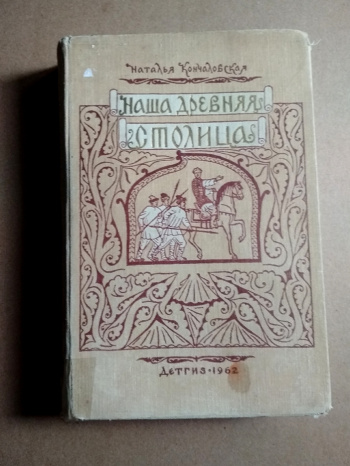 Наталья Кончаловская
НАША ДРЕВНЯЯ
СТОЛИЦА
ДЕТГИЗ•1962